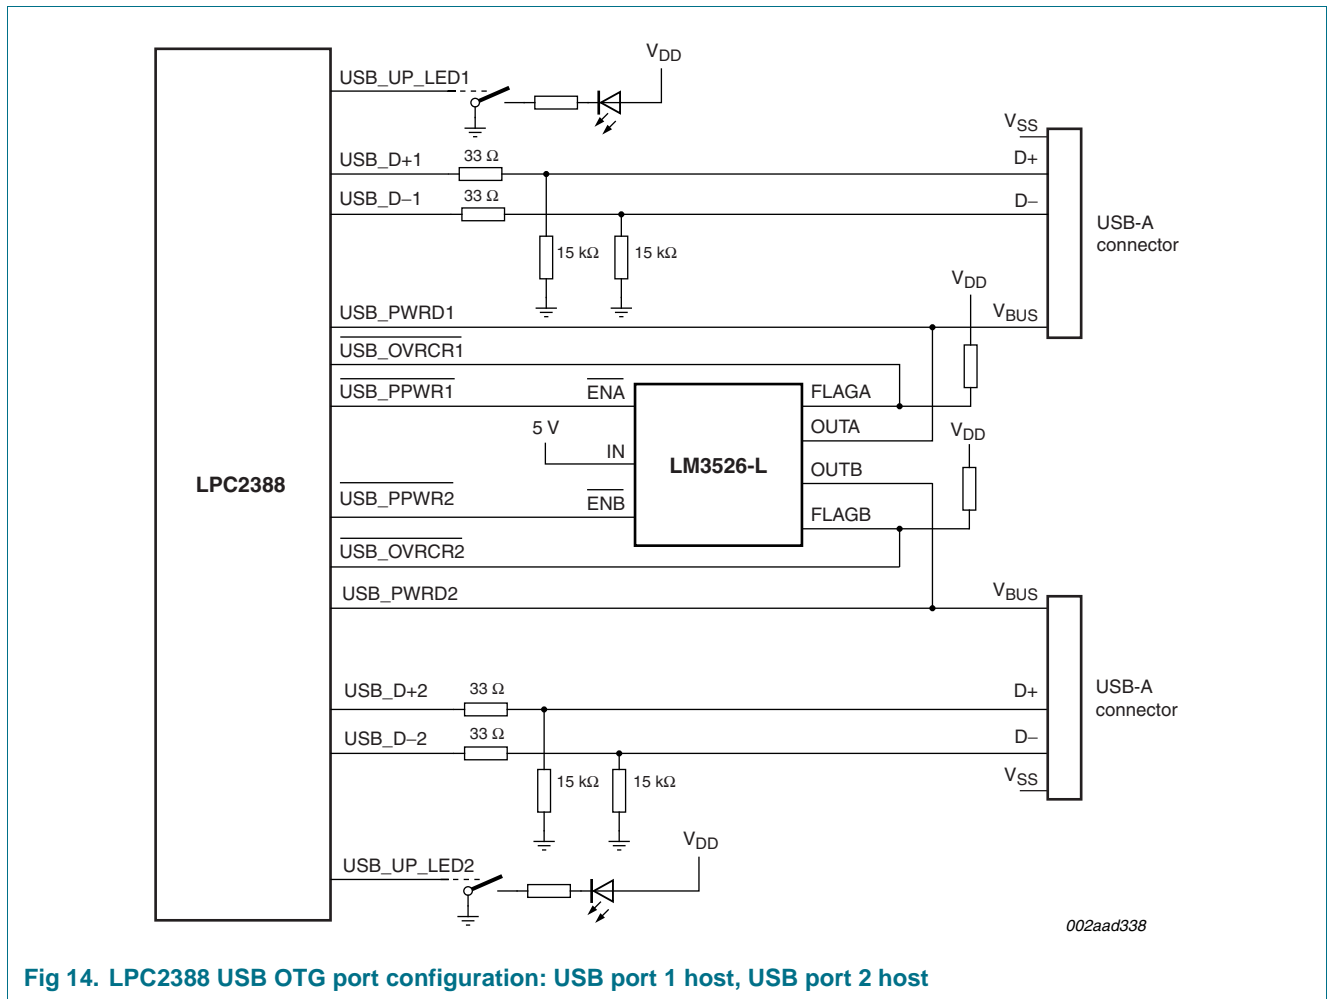 USB_UP_LED1
VDD
VSS
USB_D+1
33 Ω
D+
USB_D−1
33 Ω
D−
USB-A
connector
15 kΩ
15 kΩ
VDD
USB_PWRD1
VBUS
USB_OVRCR1
USB_PPWR1
ENA
FLAGA
5 V
OUTA
VDD
IN
LM3526-L
OUTB
LPC2388
USB_PPWR2
ENB
FLAGB
USB_OVRCR2
USB_PWRD2
VBUS
USB_D+2
33 Ω
D+
USB-A
connector
USB_D−2
33 Ω
D−
15 kΩ
15 kΩ
VSS
VDD
USB_UP_LED2
002aad338
Fig 14. LPC2388 USB OTG port configuration: USB port 1 host, USB port 2 host